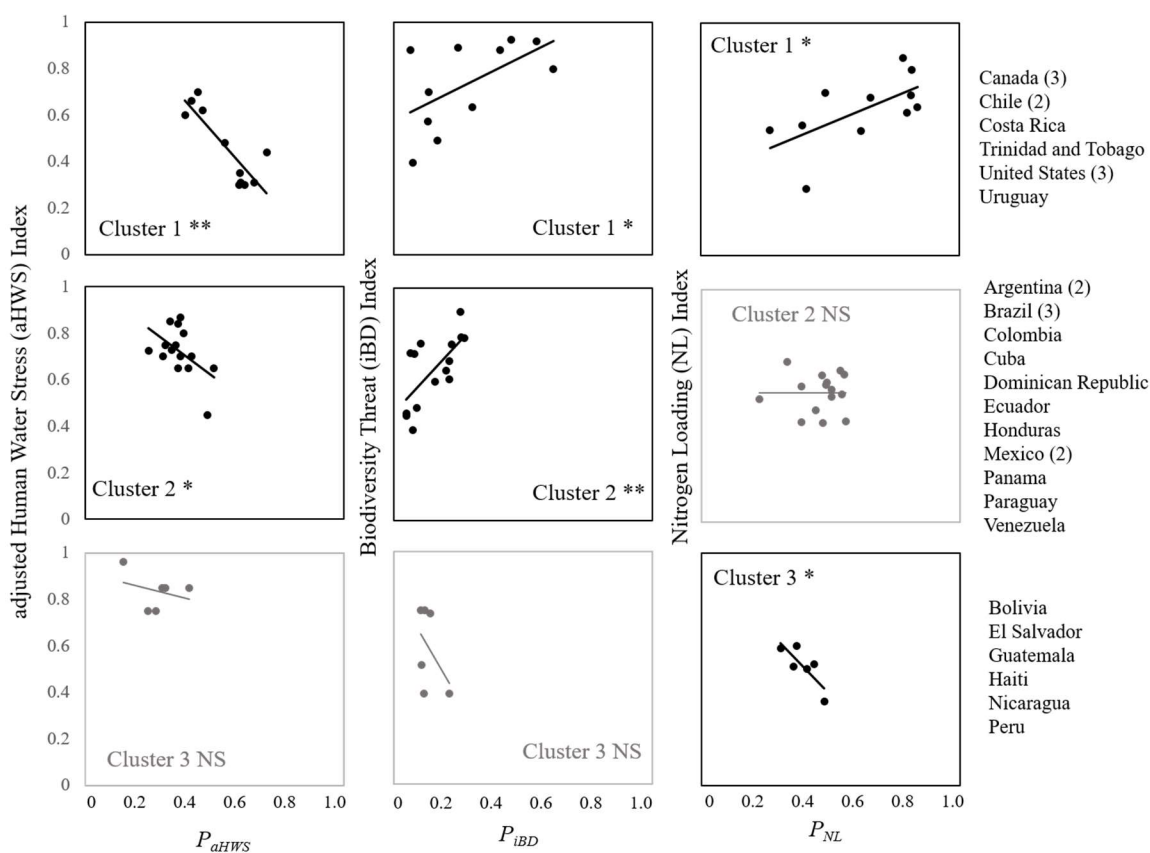 adjusted Human Water Stress (aHWS) Index
1
0.8
0.6
0.4
0.2
0
Cluster 1 **
Biodiversity Threat (iBD) Index
Cluster 1 *
Nitrogen Loading (NL) Index
Cluster 1 *
Canada (3)
Chile (2)
Costa Rica
Trinidad and Tobago
United States (3)
Uruguay
1
0.8
0.6
0.4
0.2
0
Cluster 2 *
Cluster 2 **
Cluster 2 NS
Argentina (2)
Brazil (3)
Colombia
Cuba
Dominican Republic
Ecuador
Honduras
Mexico (2)
Panama
Paraguay
Venezuela
1
0.8
0.6
0.4
0.2
0
Cluster 3 NS
Cluster 3 NS
Cluster 3 *
Bolivia
El Salvador
Guatemala
Haiti
Nicaragua
Peru
0 0.2 0.4 0.6 0.8 1.0
0 0.2 0.4 0.6 0.8 1.0
0 0.2 0.4 0.6 0.8 1.0
PaHWS
PiBD
PNL